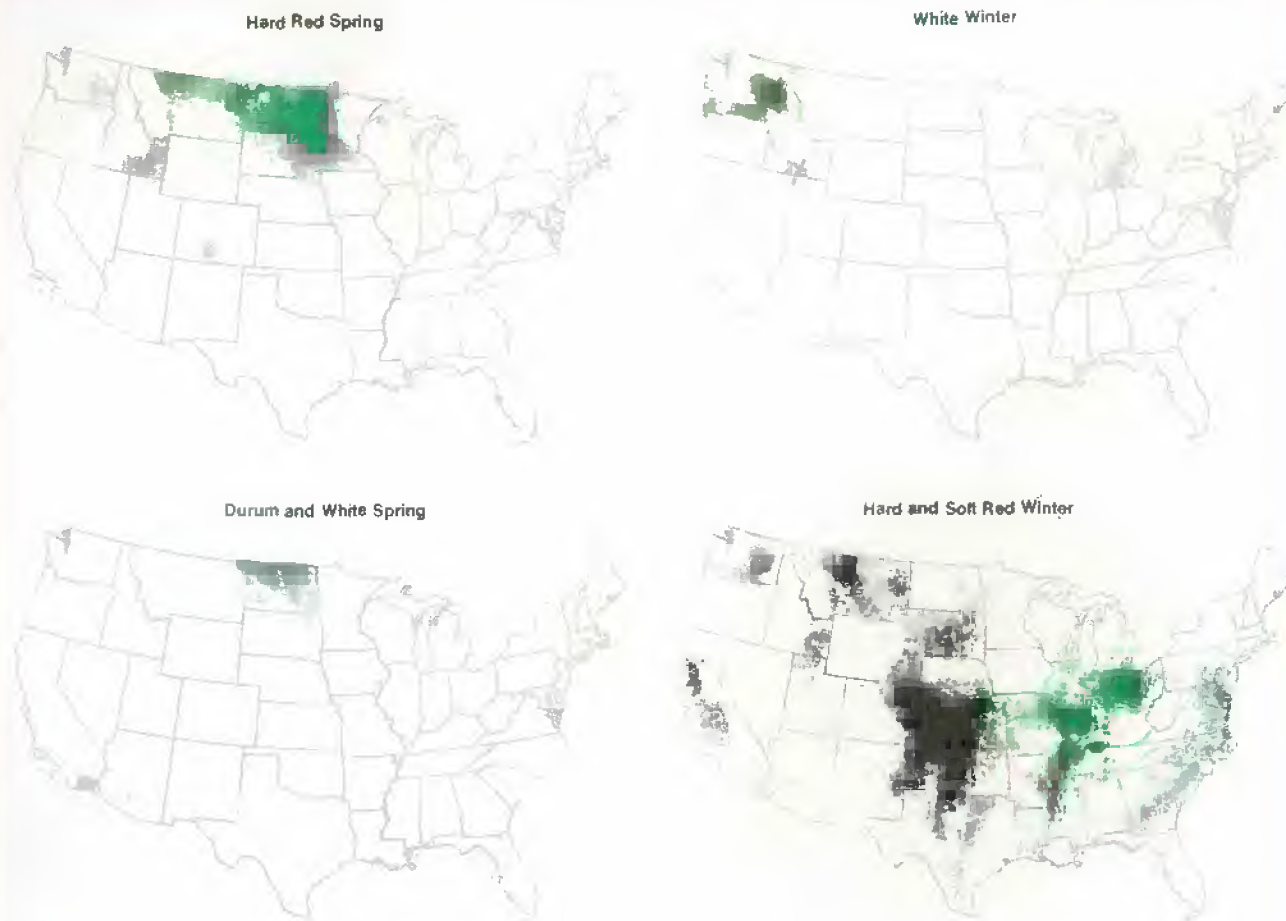 Hard Red Spring
White Winter
Durum and White Spring
Hard and Soft Red Winter